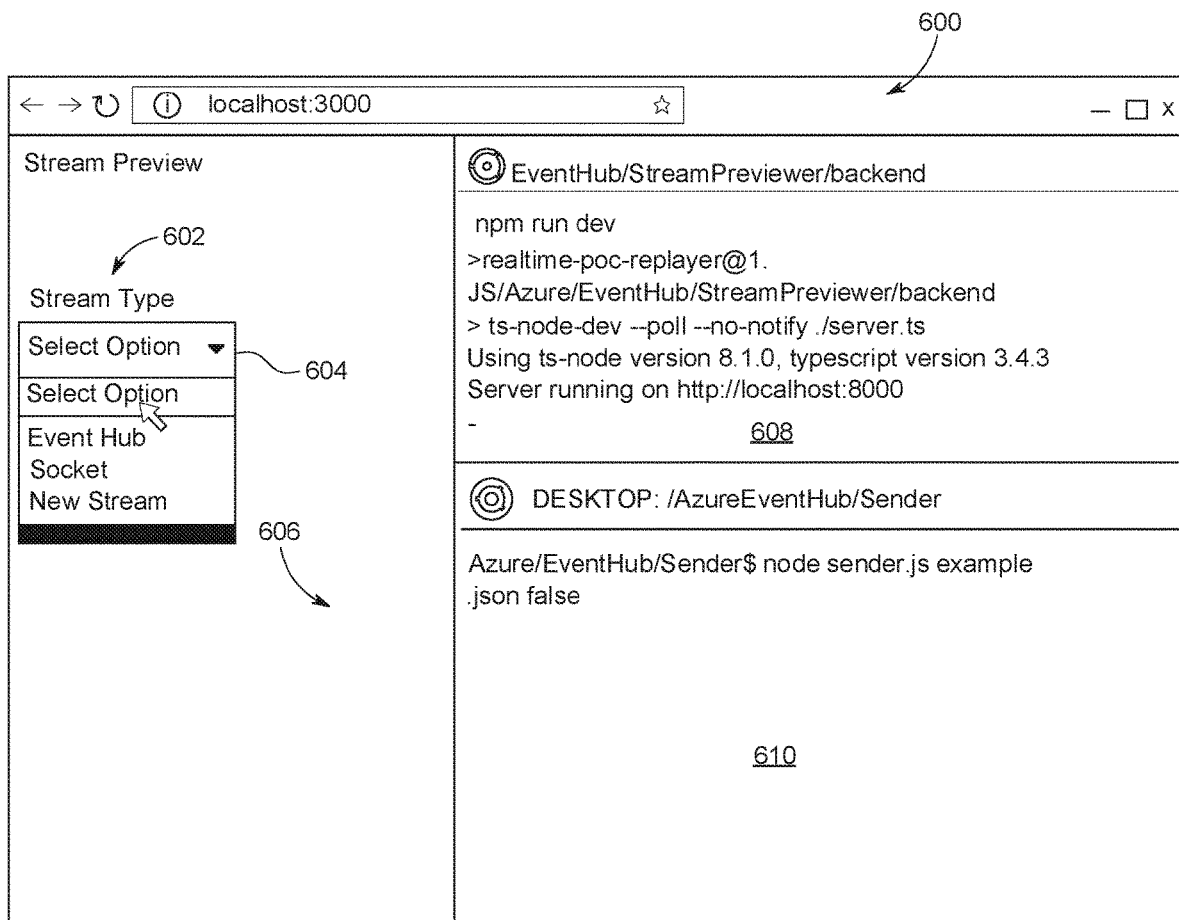 600
localhost:3000
Stream Preview
602
Stream Type
Select Option
604
Select Option
Event Hub
Socket
New Stream
606
EventHub/StreamPreviewer/backend
npm run dev
>realtime-poc-replayer@1.
JS/Azure/EventHub/StreamPreviewer/backend
> ts-node-dev --poll --no-notify ./server.ts
Using ts-node version 8.1.0, typescript version 3.4.3
Server running on http://localhost:8000
-
608
DESKTOP: /AzureEventHub/Sender
Azure/EventHub/Sender$ node sender.js example
.json false
610